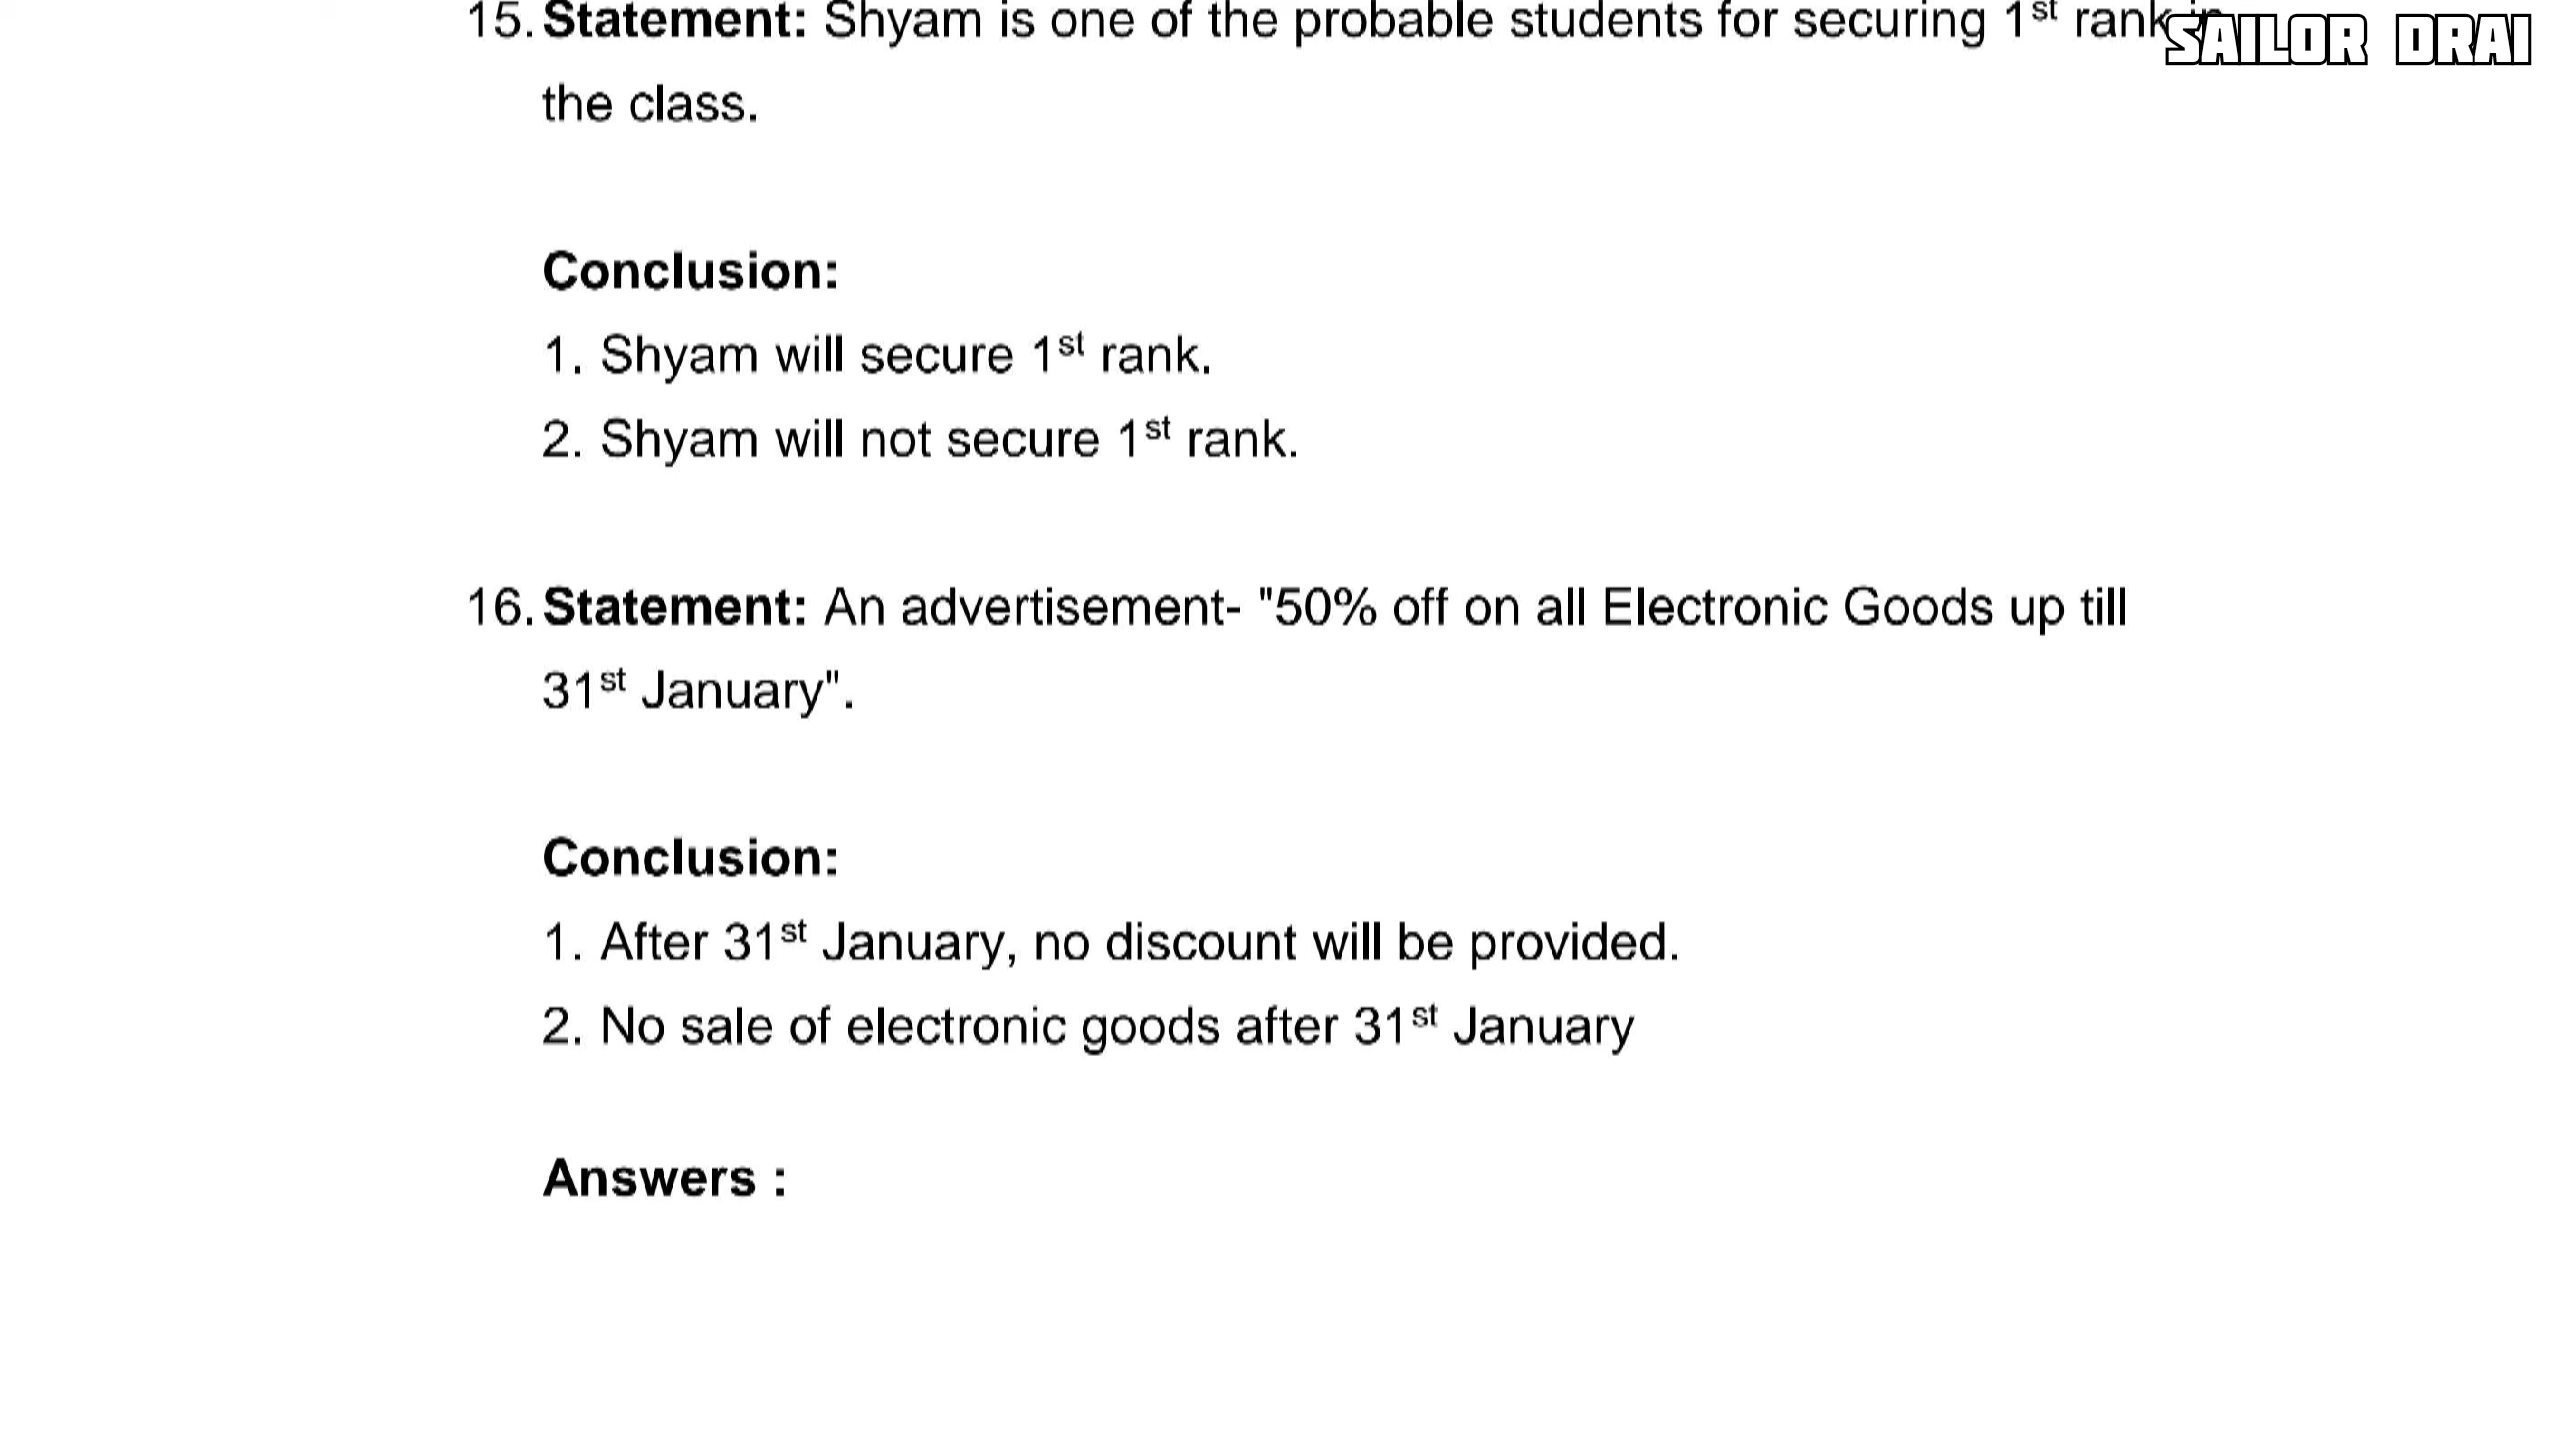 15. Statement: Shyam is one of the probable students for securing 1st rank in
SAILOR DRAI
the class.
Conclusion:
1. Shyam will secure 1st rank.
2. Shyam will not secure 1st rank.
16. Statement: An advertisement- "50% off on all Electronic Goods up till
31st January".
Conclusion:
1. After 31st January, no discount will be provided.
2. No sale of electronic goods after 31st January
Answers :